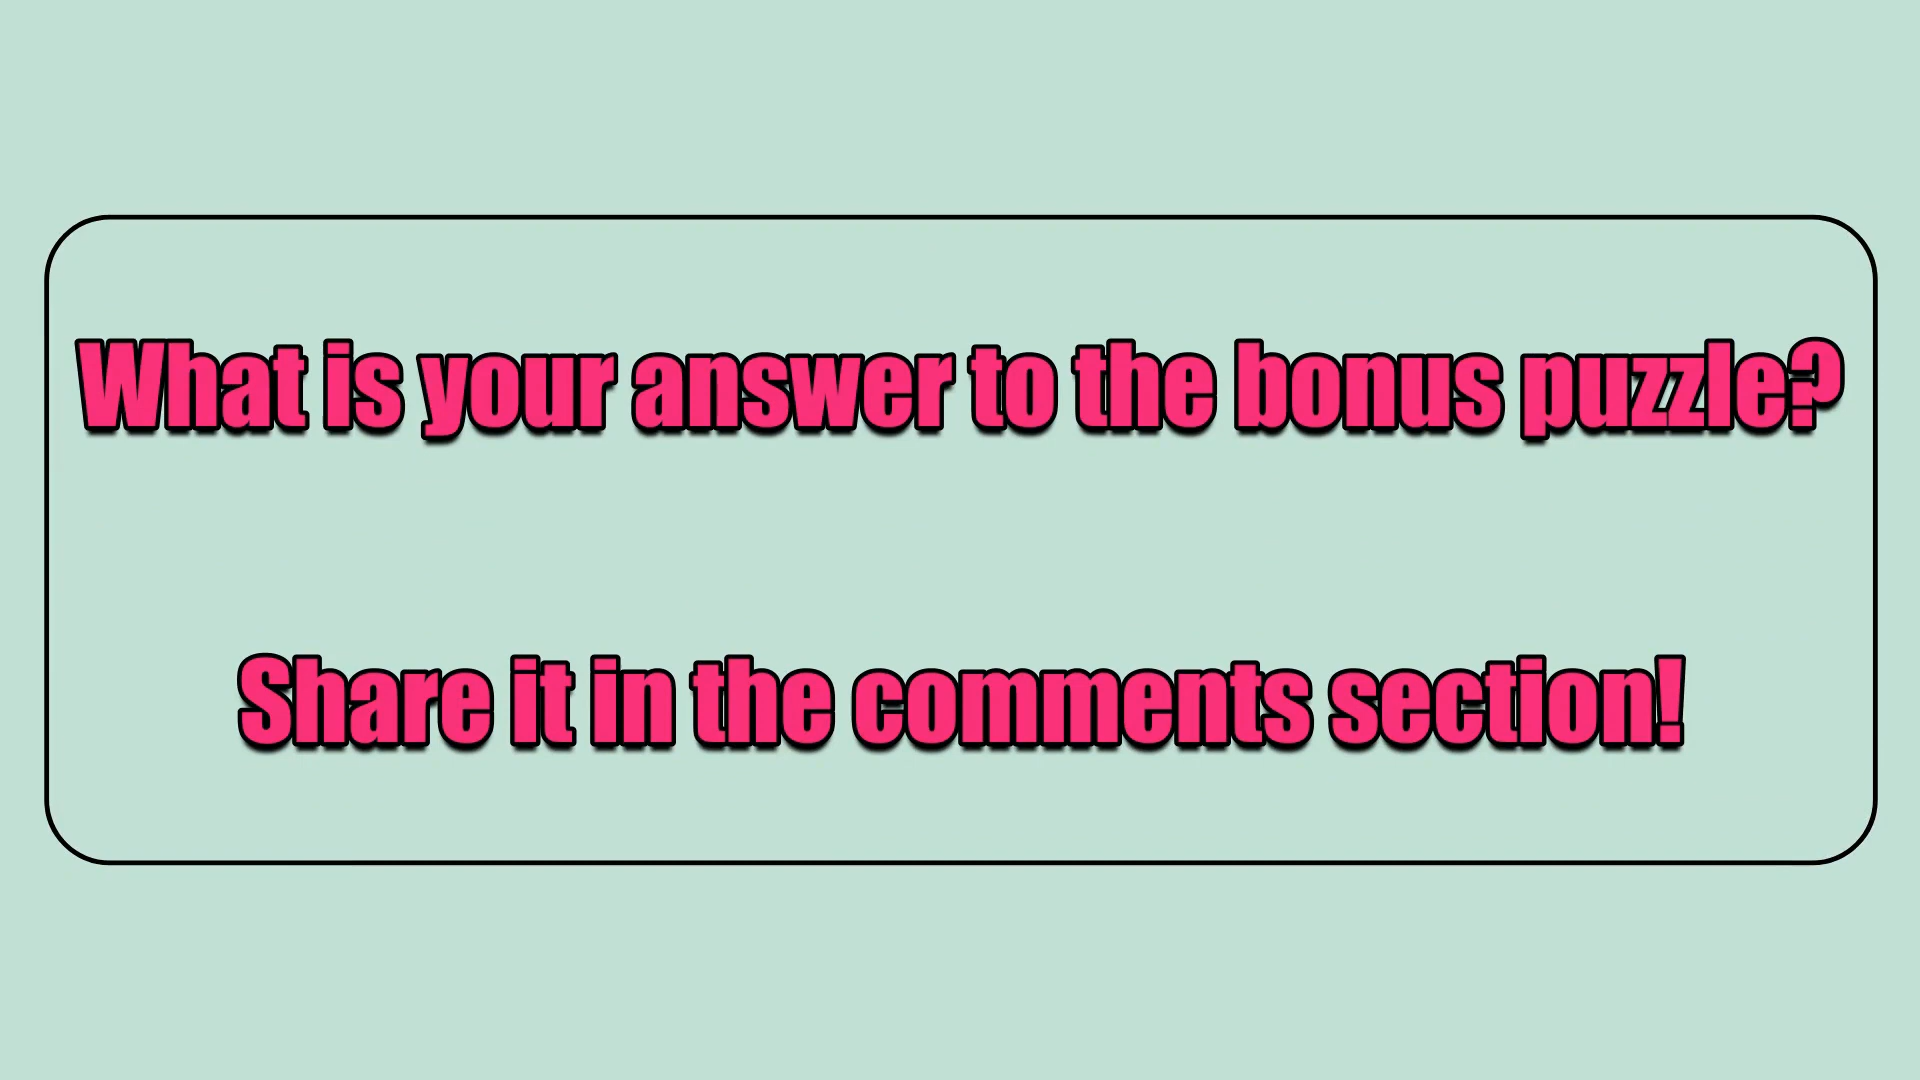 What is your answer to the bonus puzzle?
Share it in the comments section!